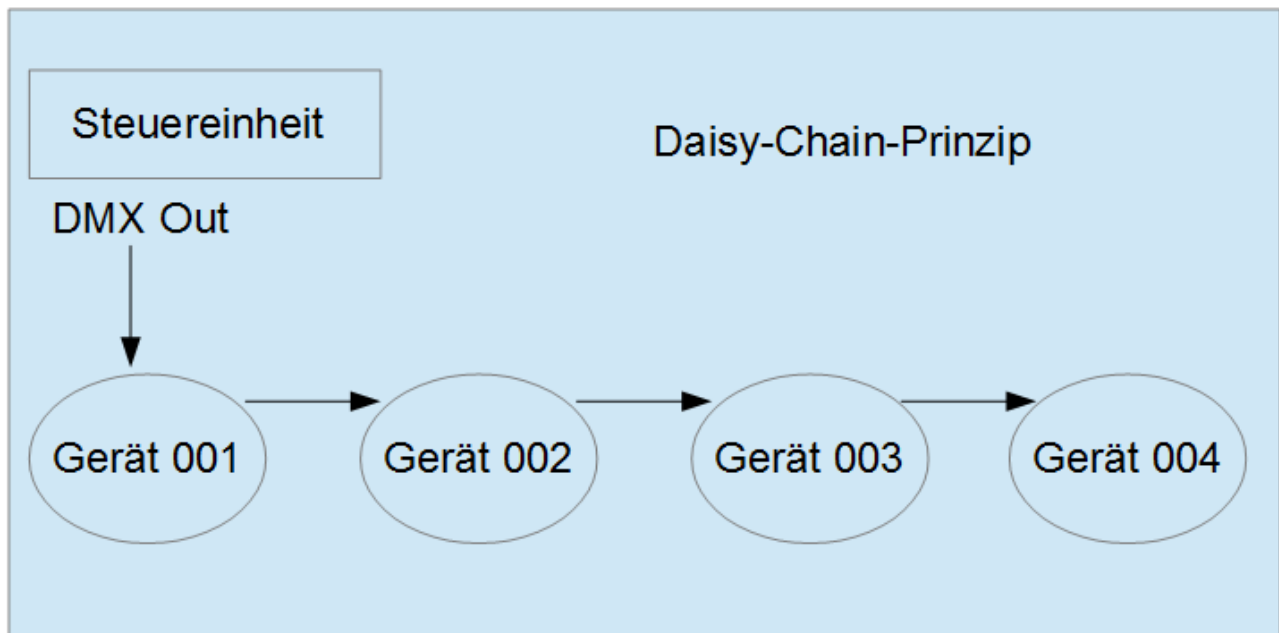 Steuereinheit
Daisy-Chain-Prinzip
DMX Out
Gerät 001
Gerät 002
Gerät 003
Gerät 004